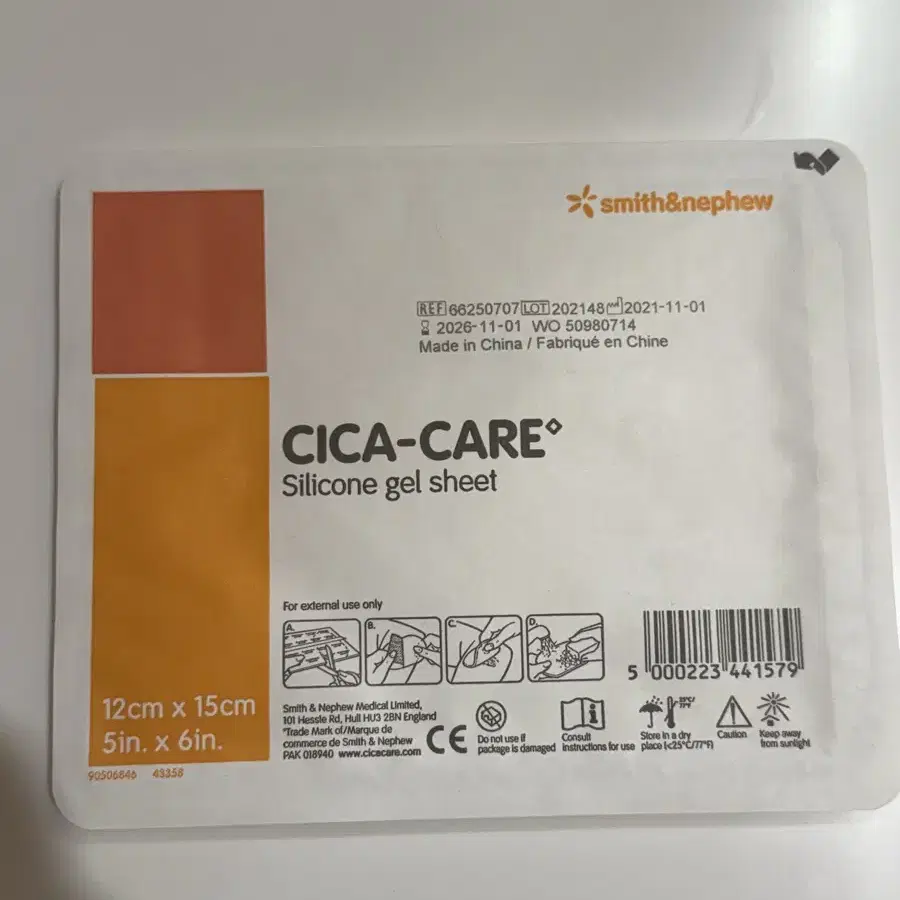 smith&nephew
REF 66250707 LOT 202148 2021-11-01
2026-11-01 WO 50980714
Made in China / Fabriqué en Chine
CICA-CARE◇
Silicone gel sheet
For external use only
A. B. C. D.
5 000223 441579
12cm x 15cm
5in. x 6in.
Smith & Nephew Medical Limited,
101 Hessle Rd, Hull HU3 2BN England
Trade Mark of/Marque de
commerce de Smith & Nephew
PAK 018940 www.cicacare.com
CE
Do not use if
package is damaged
Consult
instructions for use
25°C/
77°F
Store in a dry
place (<25°C/77°F)
Caution
Keep away
from sunlight
90506846 43358